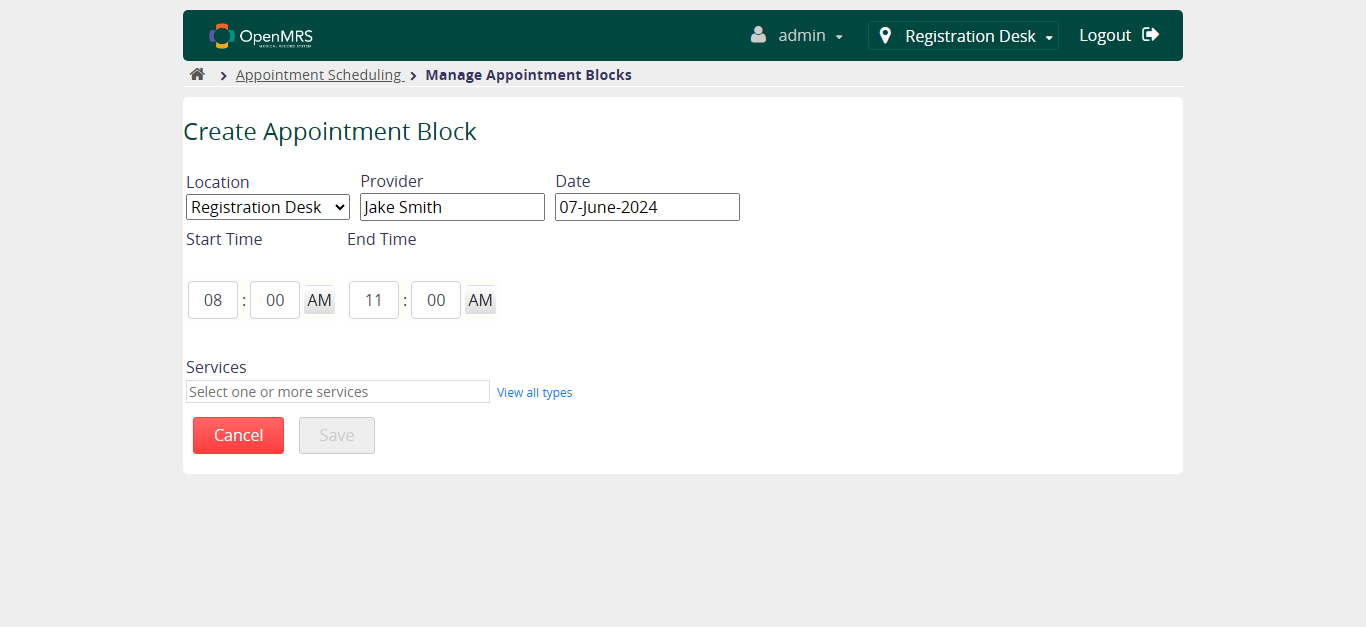 OpenMRS
MEDICAL RECORD SYSTEM
admin
Registration Desk
Logout
Appointment Scheduling
Manage Appointment Blocks
Create Appointment Block
Location
Provider
Date
Registration Desk
Jake Smith
07-June-2024
Start Time
End Time
08 : 00 AM
11 : 00 AM
Services
Select one or more services
View all types
Cancel
Save